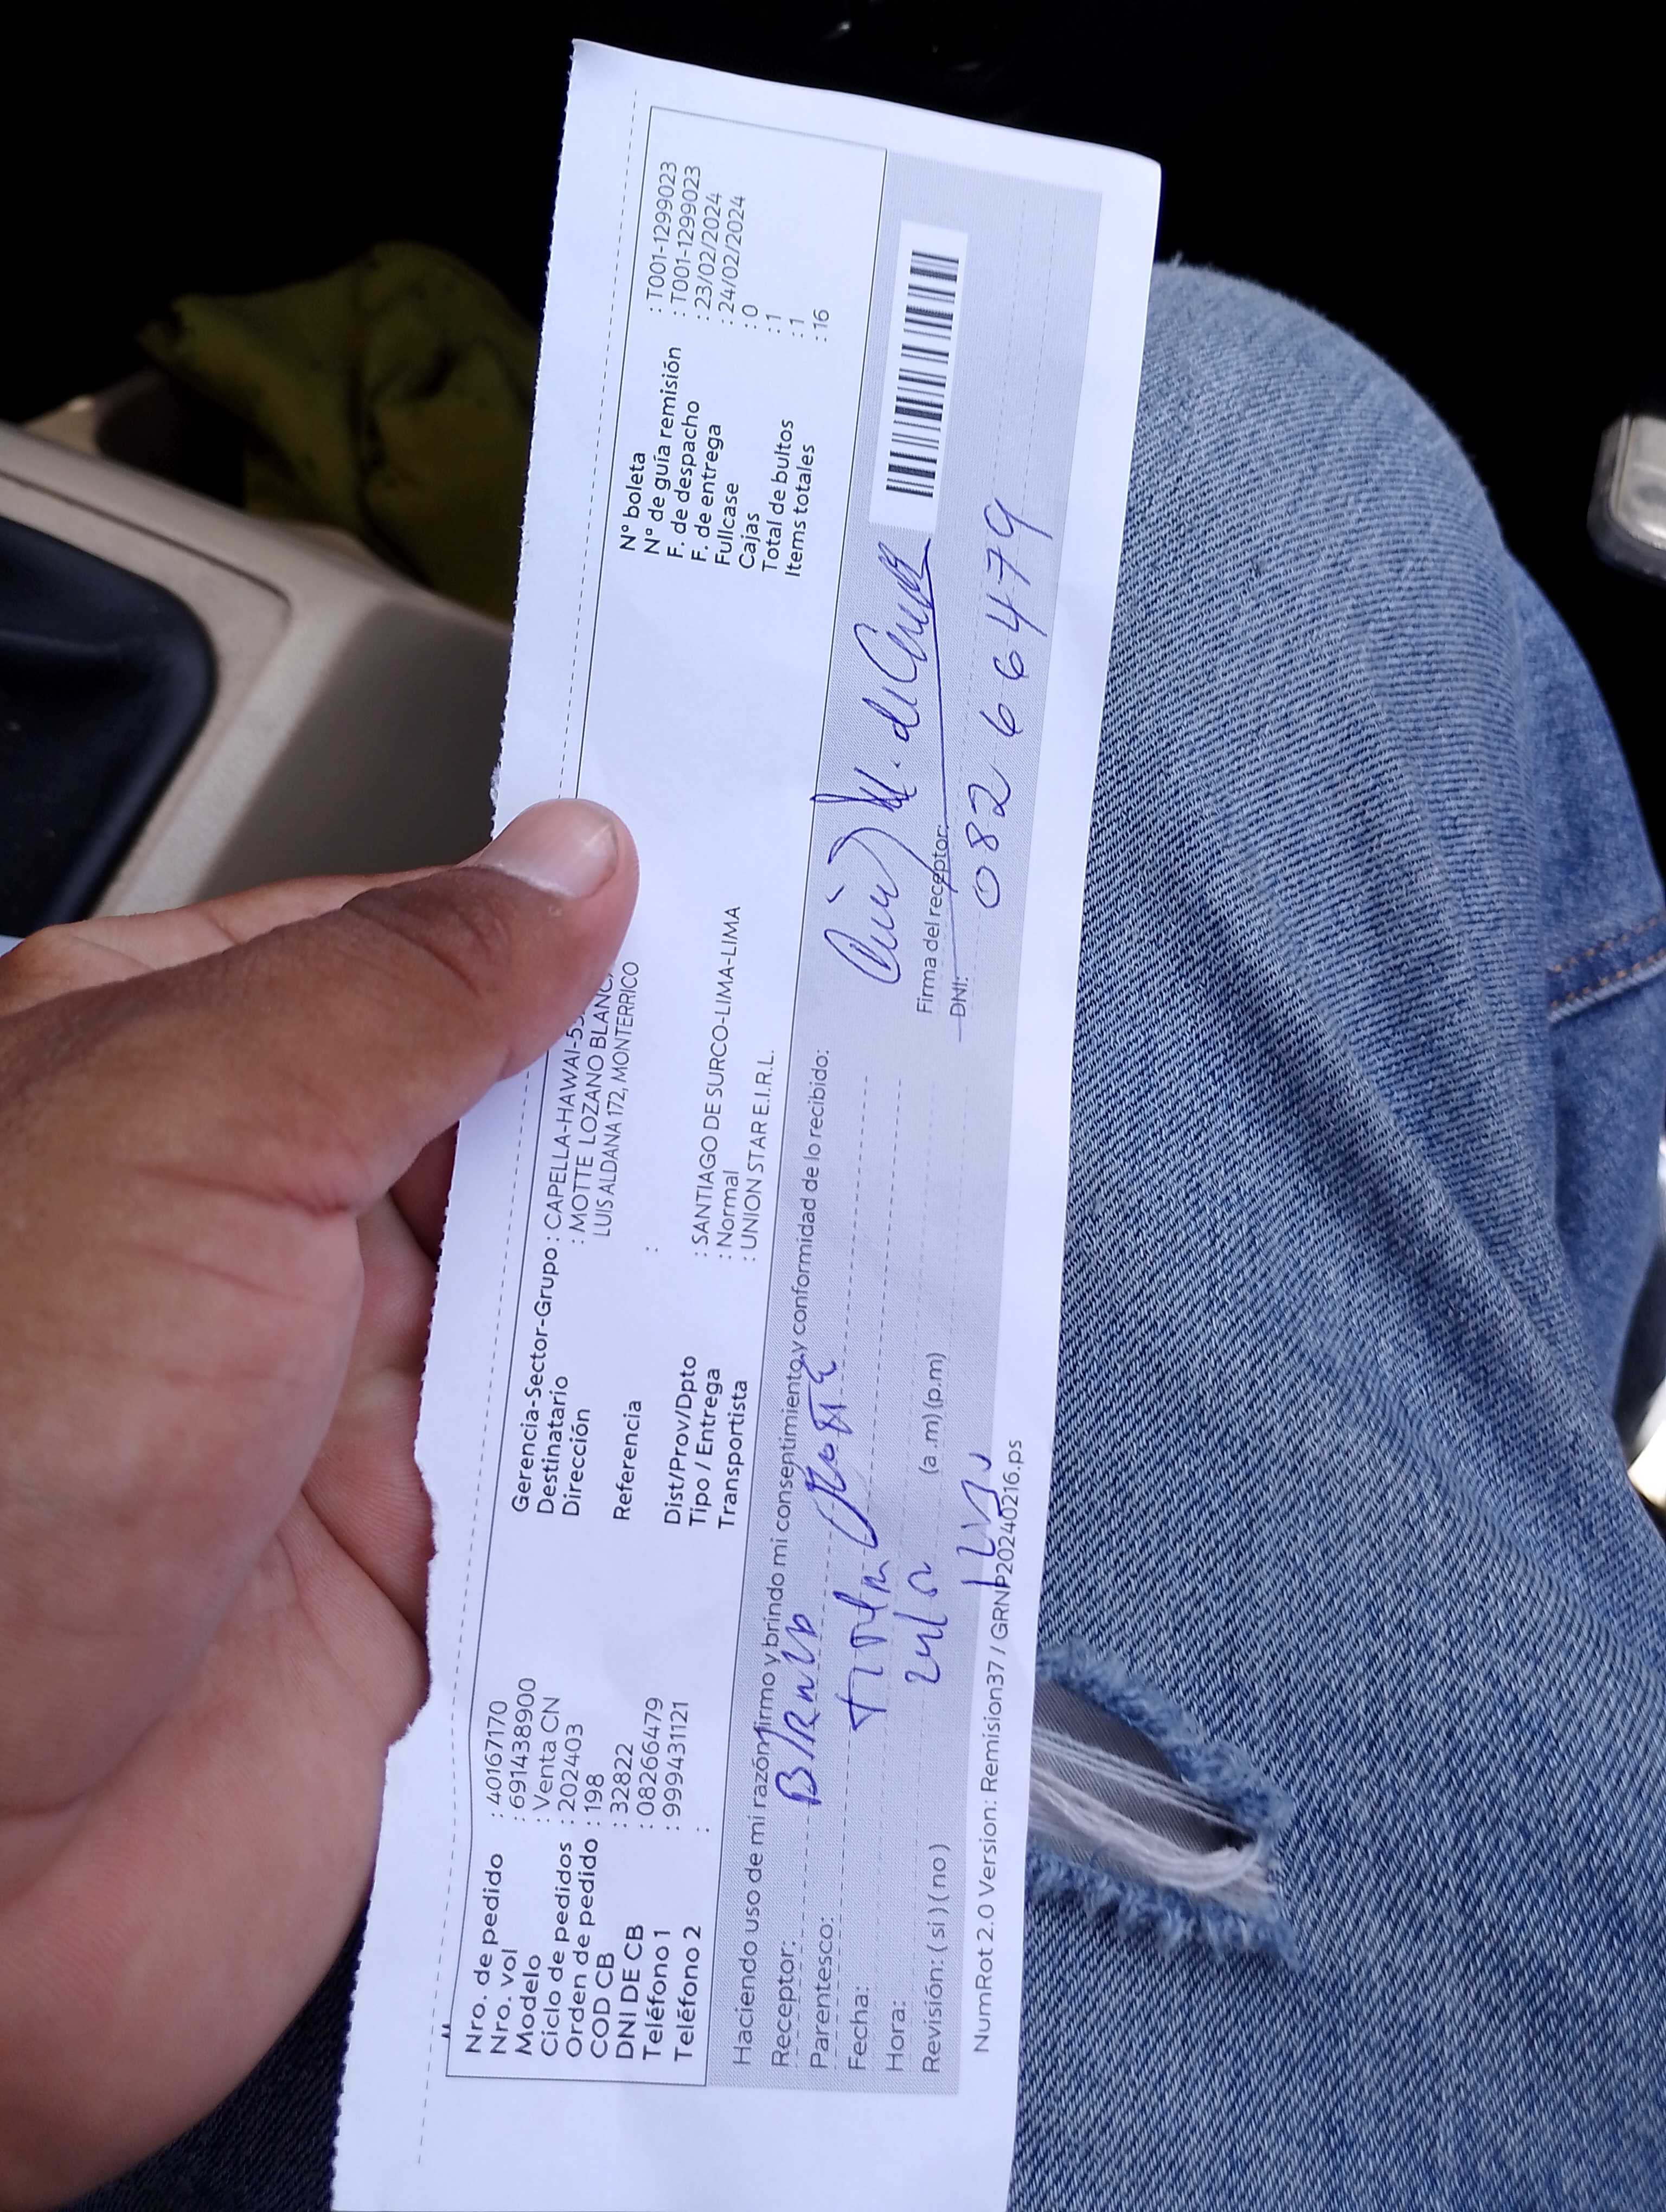 Nro. de pedido : 40167170
Nro. vol : 6914389​00
Modelo : Venta CN
Ciclo de pedidos : 202403
Orden de pedido : 198
COD CB : 32822
DNI DE CB : 08266479
Teléfono 1 : 999431121
Teléfono 2 :
Gerencia-Sector-Grupo : CAPELLA-HAWAI-
Destinatario : MOTTE LOZANO
Dirección : LUIS ALDANA 172, MONTERRICO
Referencia :
Dist/Prov/Dpto : SANTIAGO DE SURCO-LIMA-LIMA
Tipo / Entrega : Normal
Transportista : UNION STAR E.I.R.L.
N° boleta : T001-1299023
N° de guía remisión : T001-1299023
F. de despacho : 23/02/2024
F. de entrega : 24/02/2024
Fullcase : 0
Cajas : 1
Total de bultos : 1
Items totales : 16
Haciendo uso de mi razón firmo y brindo mi consentimiento y conformidad de lo recibido:
Receptor:
Parentesco:
Fecha:
Hora: (a.m) (p.m)
Revisión: ( si ) ( no )
Firma del receptor:
DNI: 08266479
NumRot 2.0 Version: Remision37 / GRNP20240216.ps